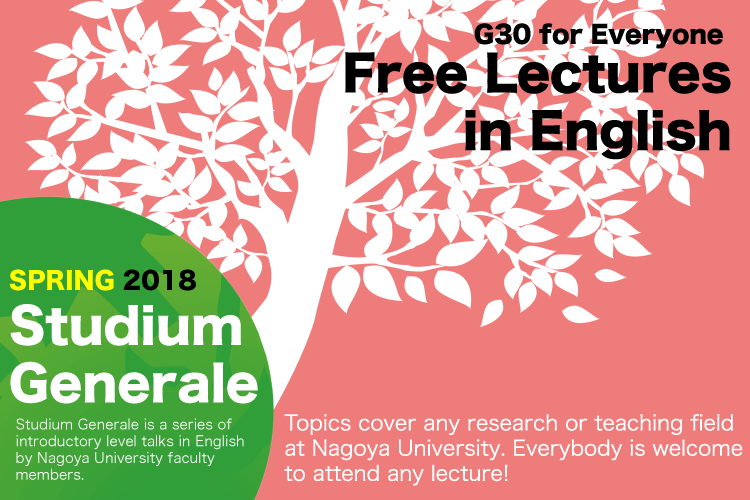 G30 for Everyone
Free Lectures
in English
SPRING 2018
Studium
Generale
Studium Generale is a series of
introductory level talks in English
by Nagoya University faculty
members.
Topics cover any research or teaching field
at Nagoya University. Everybody is welcome
to attend any lecture!